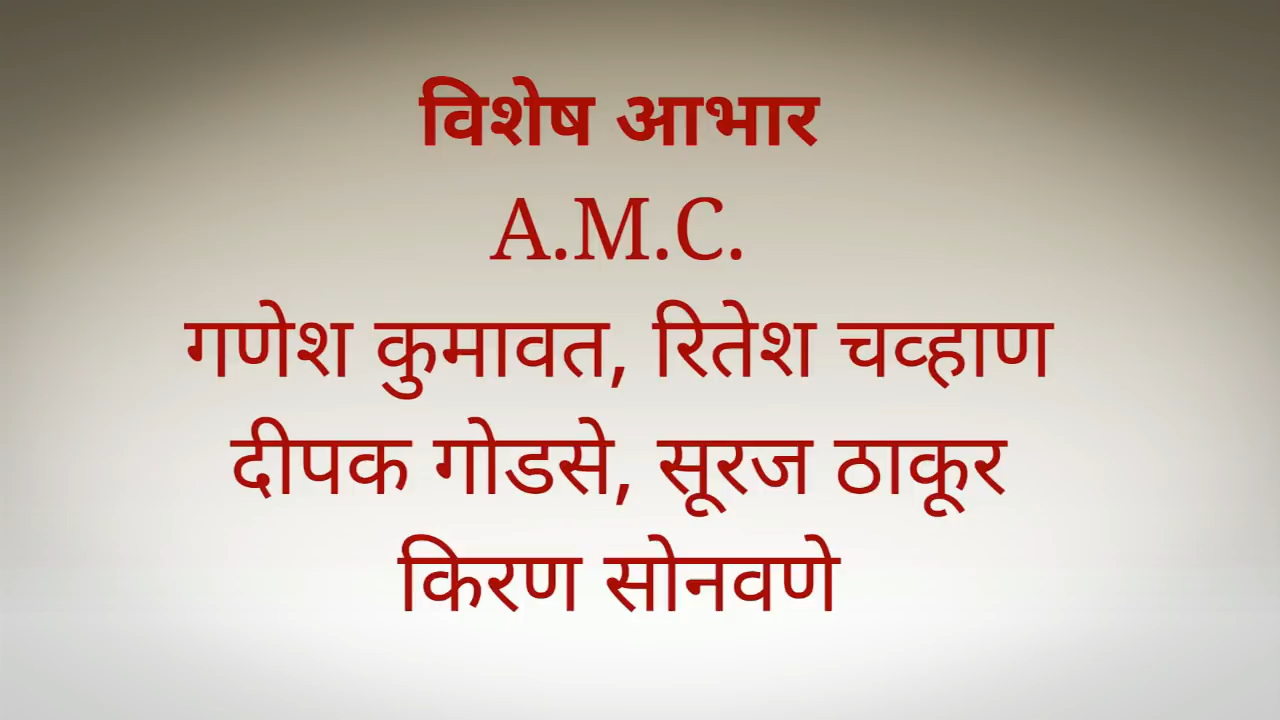 विशेष आभार
A.M.C.
गणेश कुमावत, रितेश चव्हाण
दीपक गोडसे, सूरज ठाकूर
किरण सोनवणे